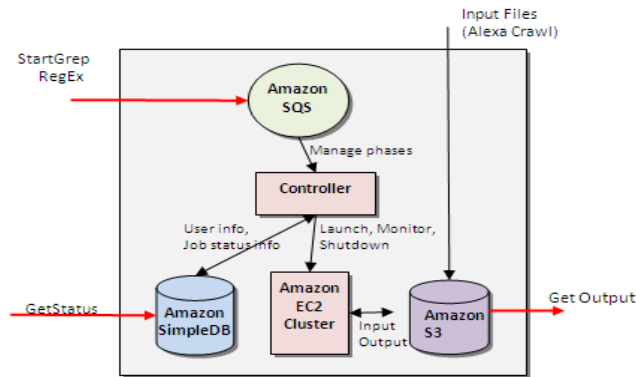 Input Files
(Alexa Crawl)
StartGrep
RegEx
Amazon
SQS
Manage phases
Controller
User info,
Job status info
Launch, Monitor,
Shutdown
GetStatus
Amazon
SimpleDB
Amazon
EC2
Cluster
Input
Output
Amazon
S3
Get Output